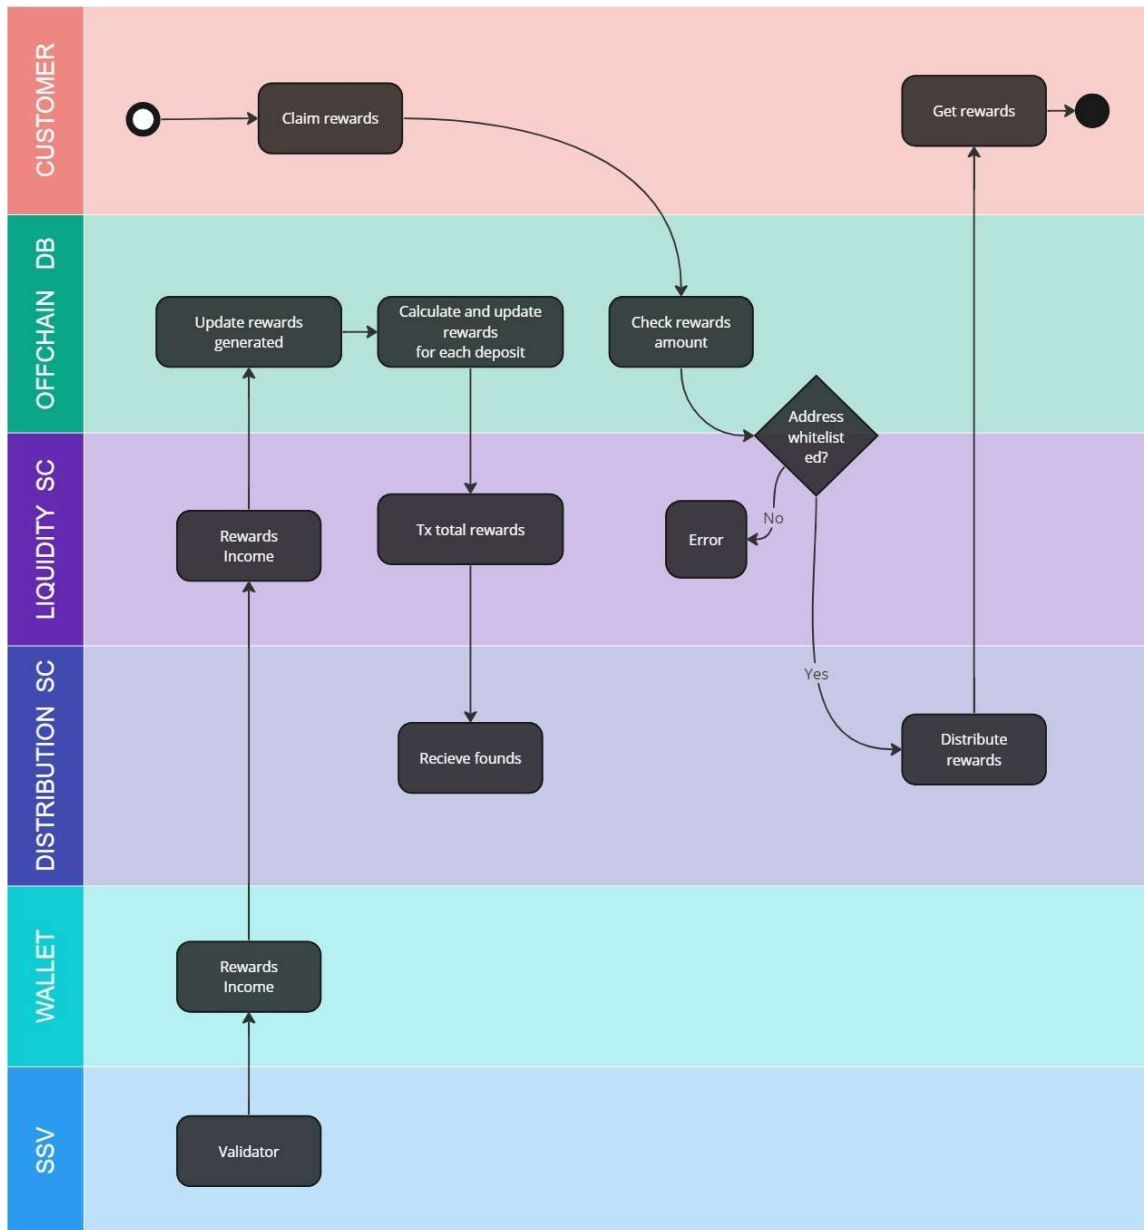 CUSTOMER
Claim rewards
Get rewards
OFFCHAIN DB
Update rewards
generated
Calculate and update
rewards
for each deposit
Check rewards
amount
Address
whitelist
ed?
LIQUIDITY SC
Rewards
Income
Tx total rewards
Error
No
DISTRIBUTION SC
Yes
Recieve founds
Distribute
rewards
WALLET
Rewards
Income
SSV
Validator